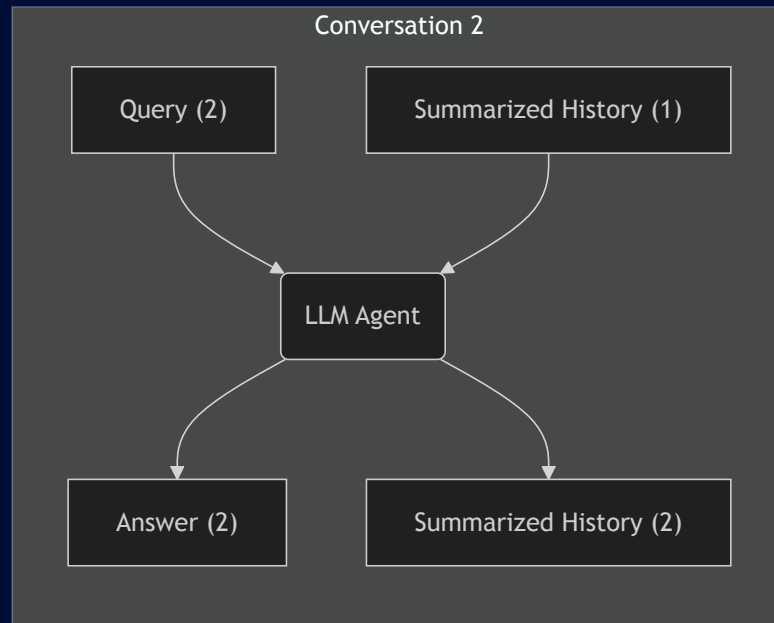 Conversation 2
Query (2)
Summarized History (1)
LLM Agent
Answer (2)
Summarized History (2)